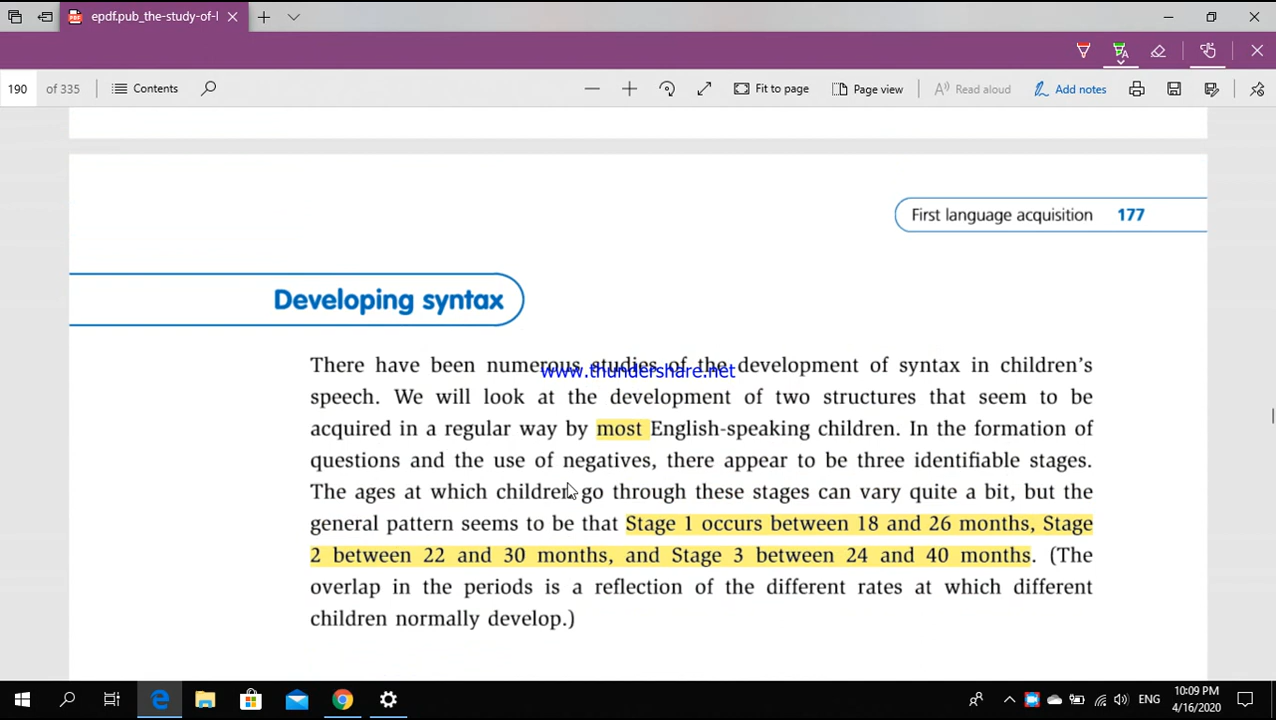 epdf.pub_the-study-of-l
190 of 335 Contents Fit to page Page view Read aloud Add notes
First language acquisition 177
Developing syntax
There have been numerous studies of the development of syntax in children's
www.thundershare.net
speech. We will look at the development of two structures that seem to be
acquired in a regular way by most English-speaking children. In the formation of
questions and the use of negatives, there appear to be three identifiable stages.
The ages at which children go through these stages can vary quite a bit, but the
general pattern seems to be that Stage 1 occurs between 18 and 26 months, Stage
2 between 22 and 30 months, and Stage 3 between 24 and 40 months. (The
overlap in the periods is a reflection of the different rates at which different
children normally develop.)
ENG
10:09 PM
4/16/2020